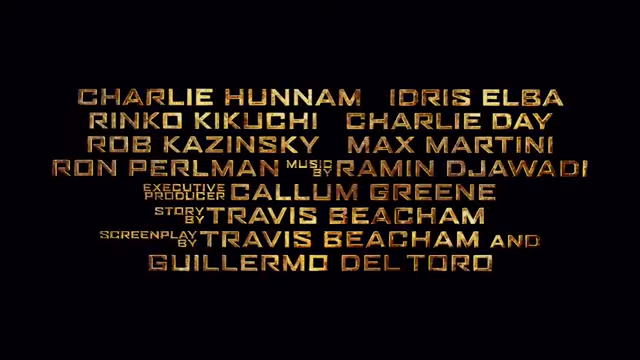 CHARLIE HUNNAM IDRIS ELBA
RINKO KIKUCHI CHARLIE DAY
ROB KAZINSKY MAX MARTINI
RON PERLMAN MUSIC BY RAMIN DJAWADI
EXECUTIVE PRODUCER CALLUM GREENE
STORY BY TRAVIS BEACHAM
SCREENPLAY BY TRAVIS BEACHAM AND
GUILLERMO DEL TORO